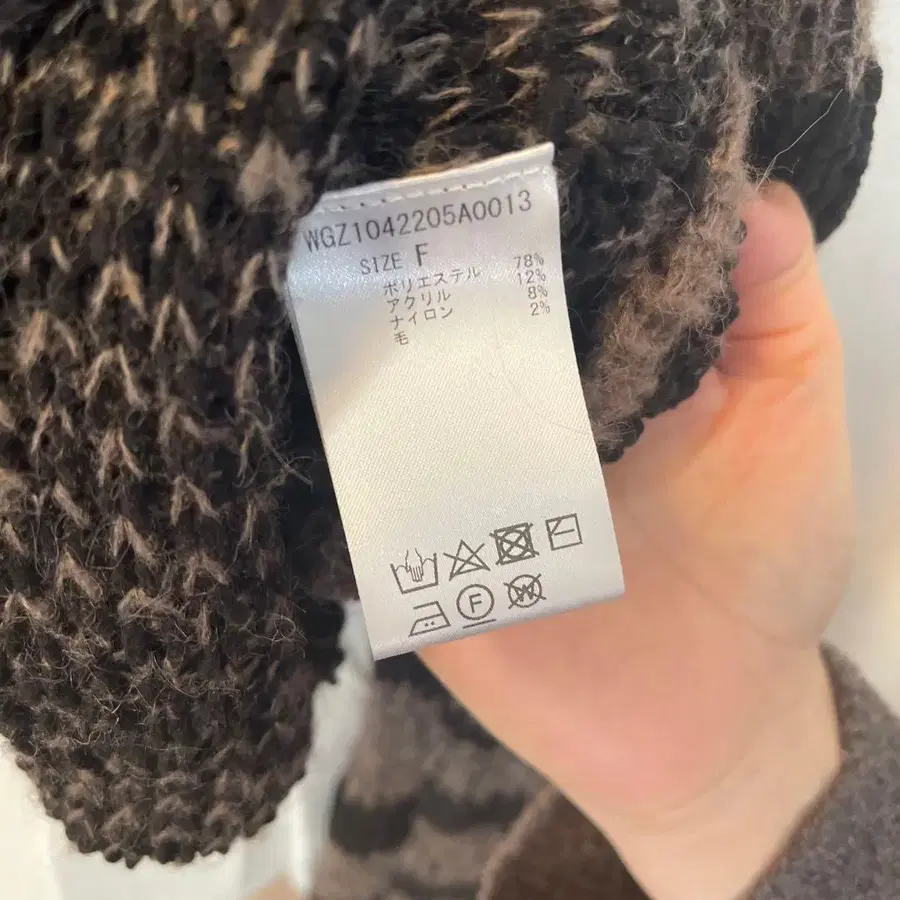 WGZ1042205A0013
SIZE F
ポリエステル 78%
アクリル 12%
ナイロン 8%
毛 2%
F W